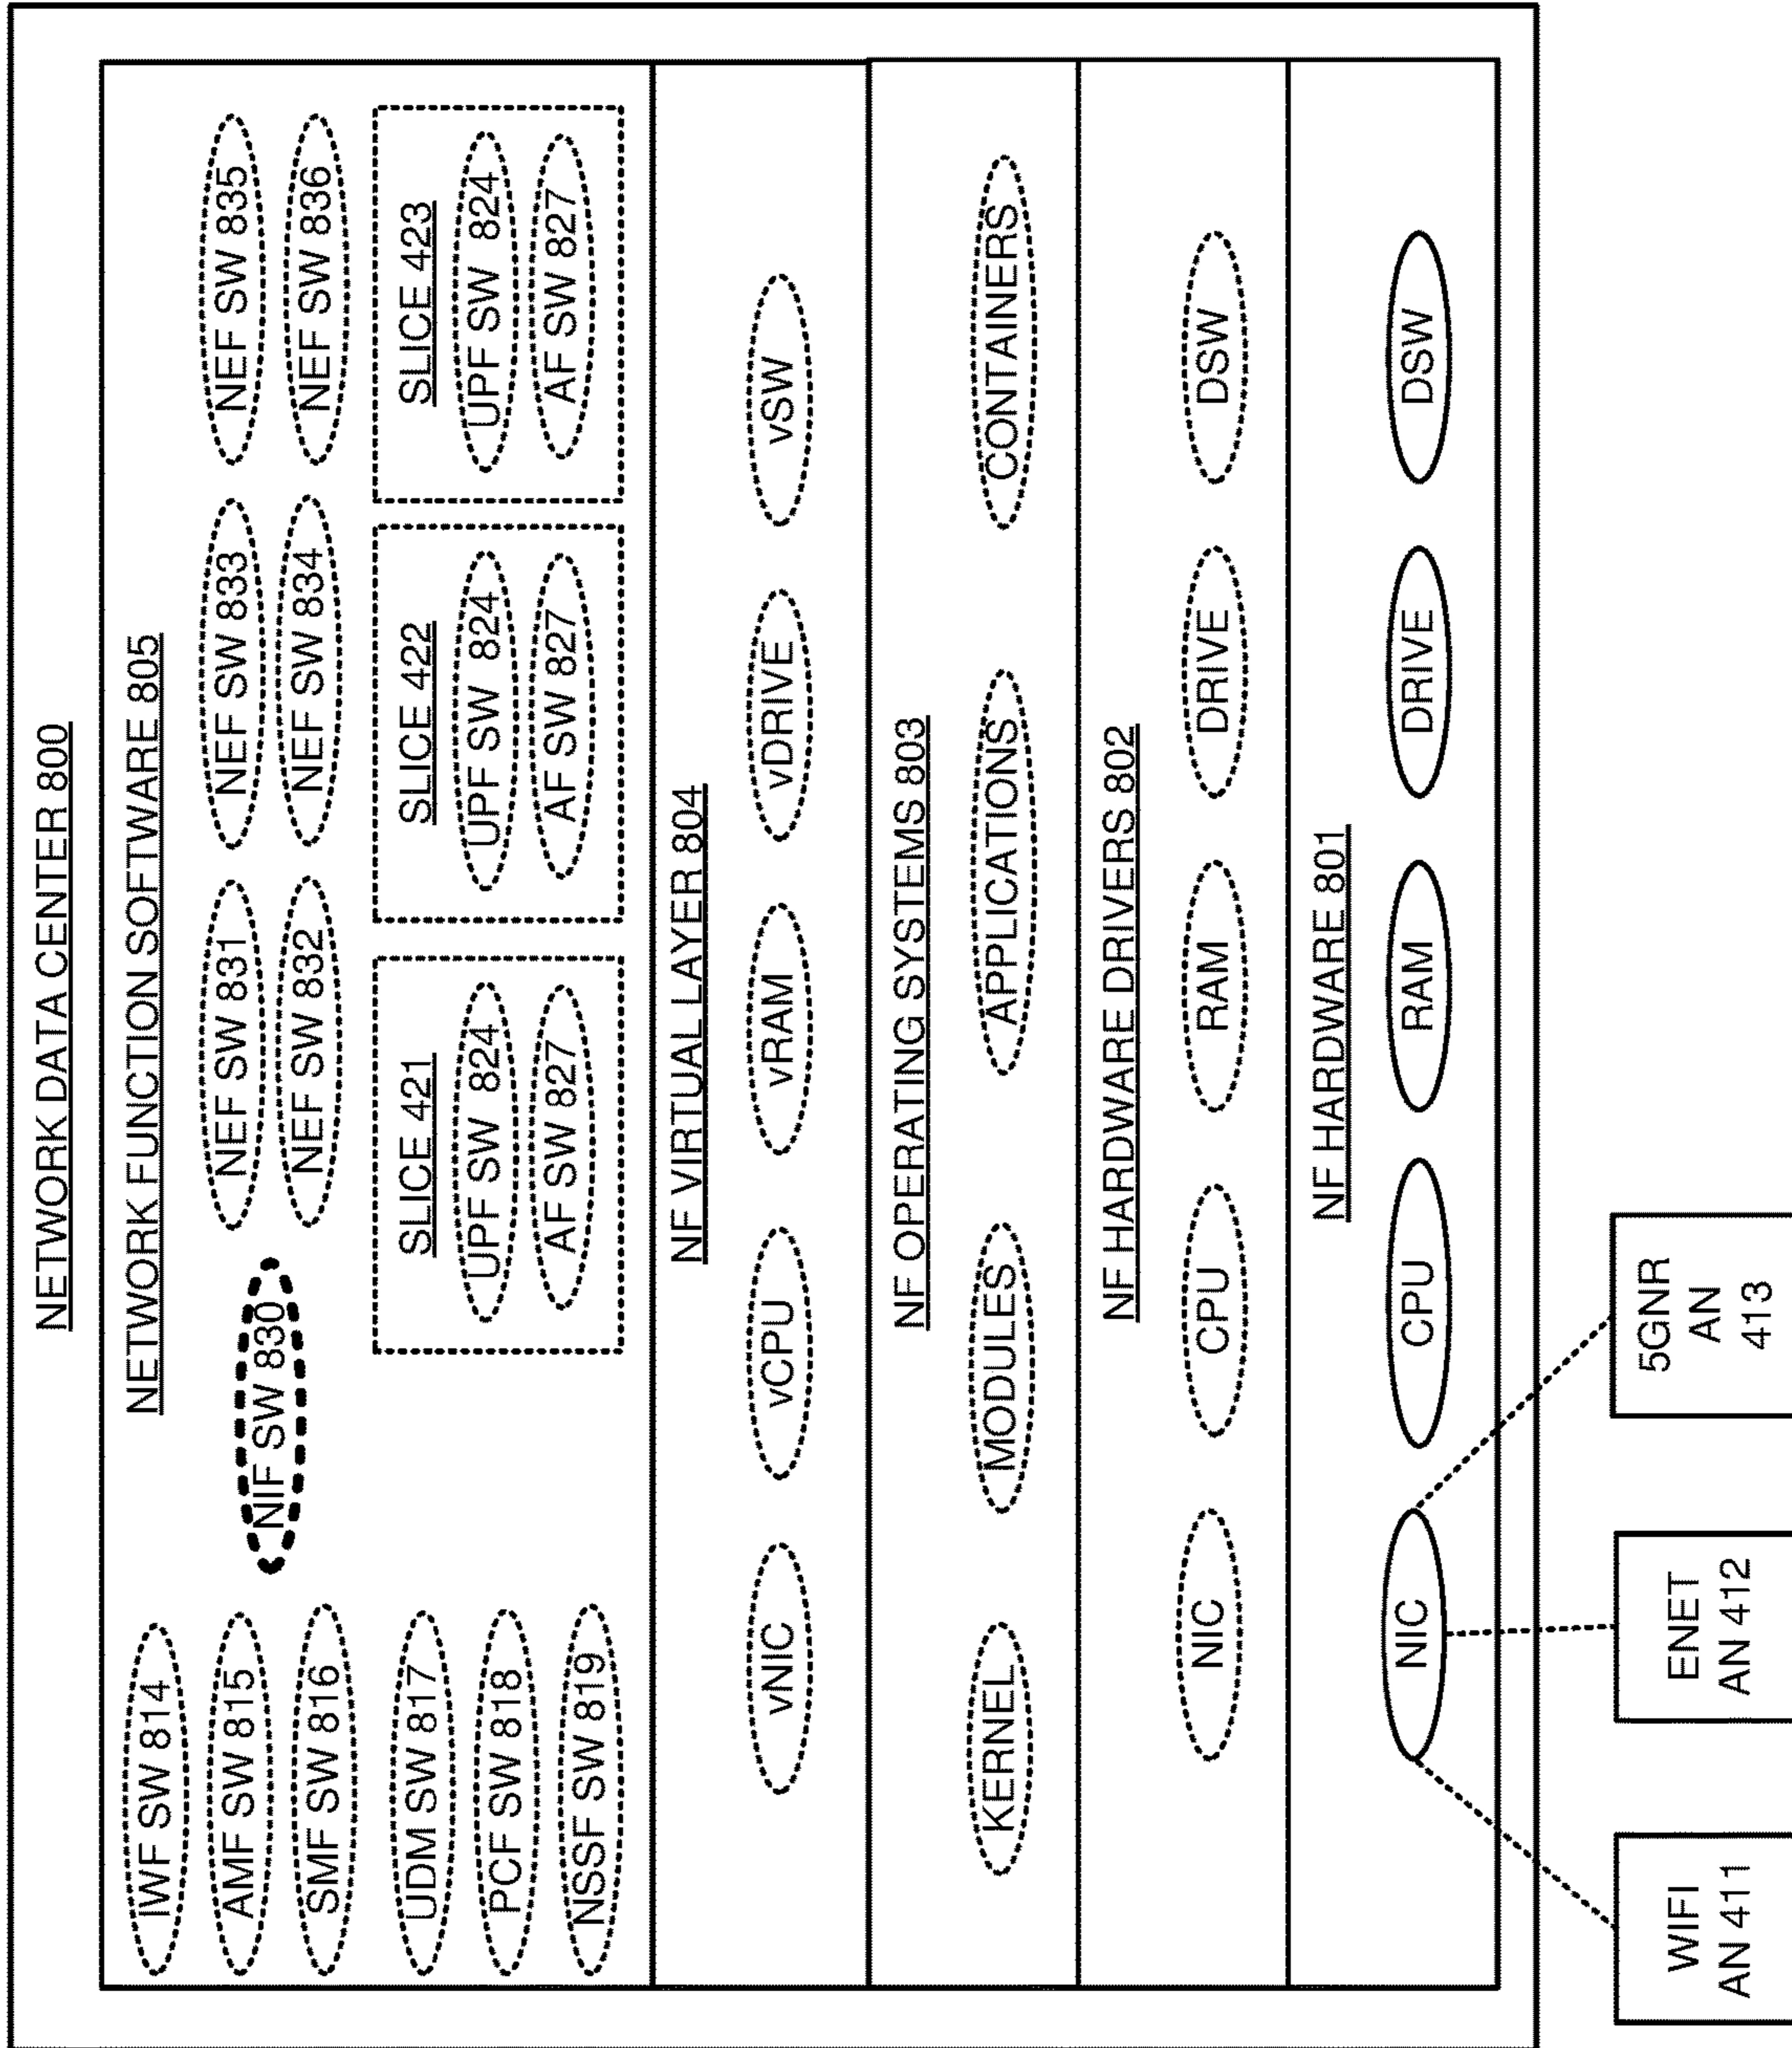 NETWORK DATA CENTER 800
NETWORK FUNCTION SOFTWARE 805
IWF SW 814
AMF SW 815
SMF SW 816
UDM SW 817
PCF SW 818
NSSF SW 819
NIF SW 830
NEF SW 831
NEF SW 833
NEF SW 835
NEF SW 832
NEF SW 834
NEF SW 836
SLICE 421
UPF SW 824
AF SW 827
SLICE 422
UPF SW 824
AF SW 827
SLICE 423
UPF SW 824
AF SW 827
NF VIRTUAL LAYER 804
vNIC
vCPU
vRAM
vDRIVE
vSW
NF OPERATING SYSTEMS 803
KERNEL
MODULES
APPLICATIONS
CONTAINERS
NF HARDWARE DRIVERS 802
NIC
CPU
RAM
DRIVE
DSW
NF HARDWARE 801
NIC
CPU
RAM
DRIVE
DSW
WIFI
AN 411
ENET
AN 412
5GNR
AN
413